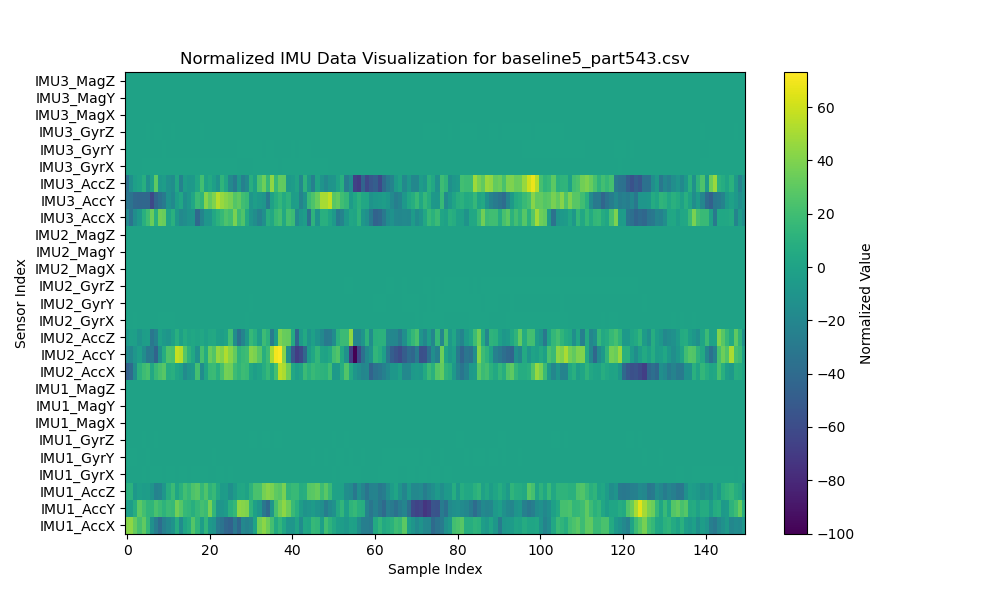 Normalized IMU Data Visualization for baseline5_part543.csv
IMU3_MagZ
IMU3_MagY
IMU3_MagX
IMU3_GyrZ
IMU3_GyrY
IMU3_GyrX
IMU3_AccZ
IMU3_AccY
IMU3_AccX
IMU2_MagZ
IMU2_MagY
IMU2_MagX
IMU2_GyrZ
IMU2_GyrY
IMU2_GyrX
IMU2_AccZ
IMU2_AccY
IMU2_AccX
IMU1_MagZ
IMU1_MagY
IMU1_MagX
IMU1_GyrZ
IMU1_GyrY
IMU1_GyrX
IMU1_AccZ
IMU1_AccY
IMU1_AccX
Sensor Index
0 20 40 60 80 100 120 140
Sample Index
60
40
20
0
−20
−40
−60
−80
−100
Normalized Value